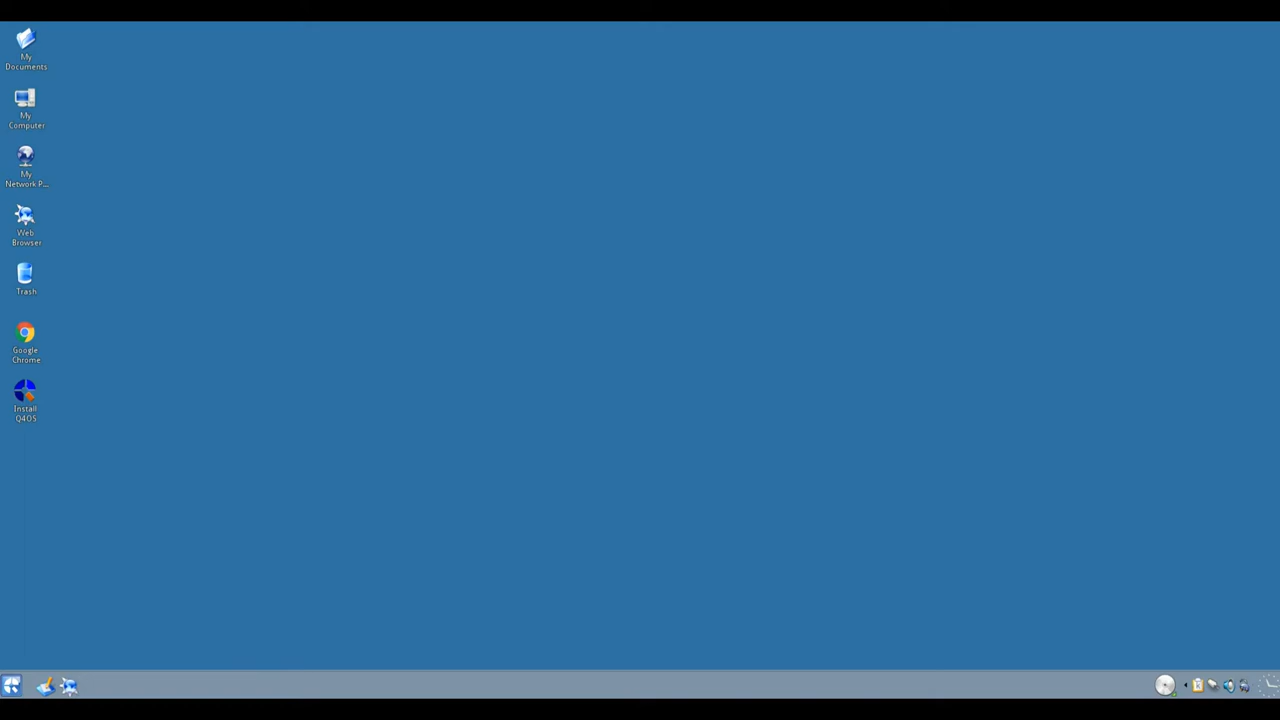 My
Documents
My
Computer
My
Network P...
Web
Browser
Trash
Google
Chrome
Install
Q4OS